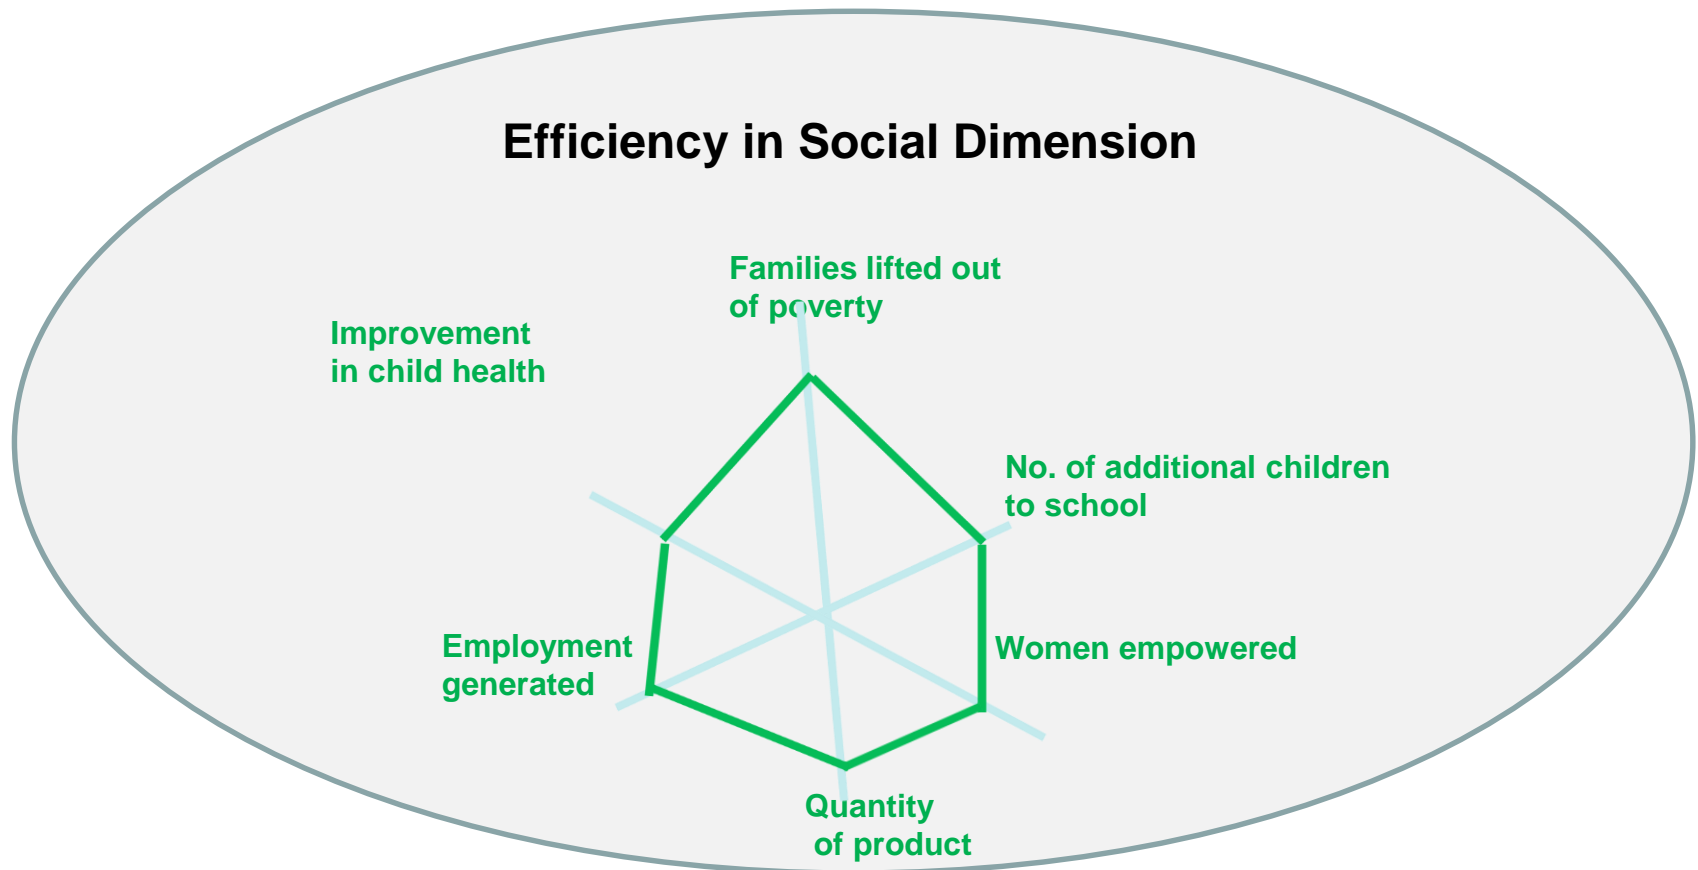 Efficiency in Social Dimension
Families lifted out
of poverty
Improvement
in child health
No. of additional children
to school
Employment
generated
Women empowered
Quantity
of product